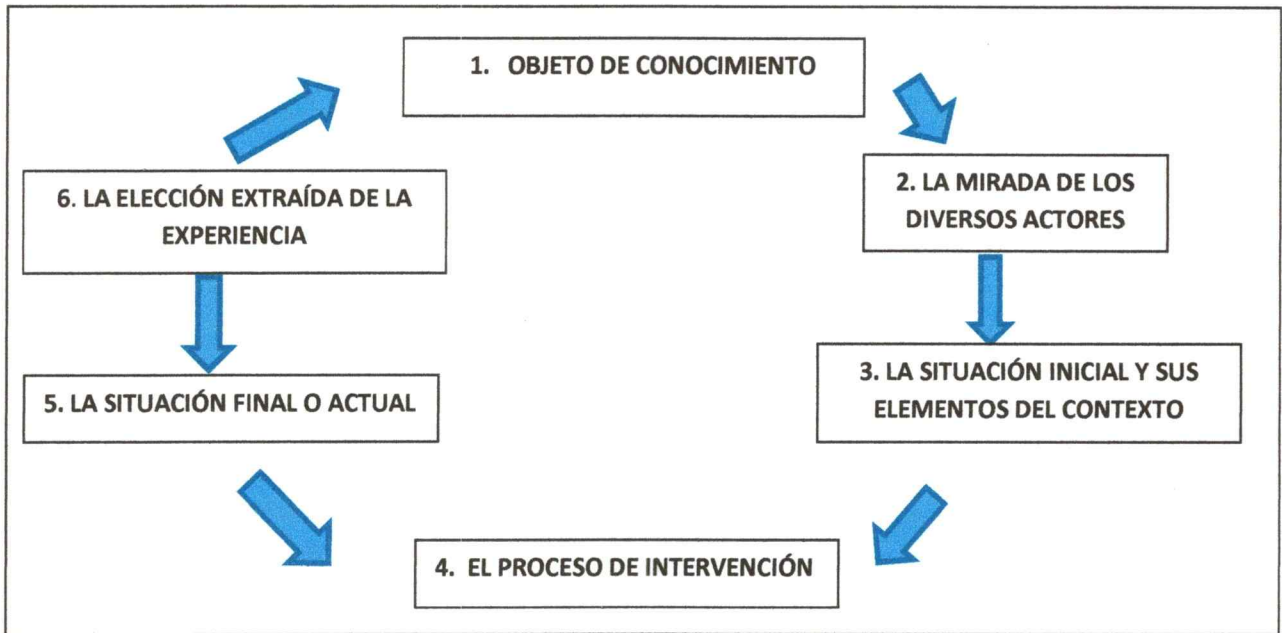 1. OBJETO DE CONOCIMIENTO
2. LA MIRADA DE LOS
DIVERSOS ACTORES
3. LA SITUACIÓN INICIAL Y SUS
ELEMENTOS DEL CONTEXTO
4. EL PROCESO DE INTERVENCIÓN
5. LA SITUACIÓN FINAL O ACTUAL
6. LA ELECCIÓN EXTRAÍDA DE LA
EXPERIENCIA